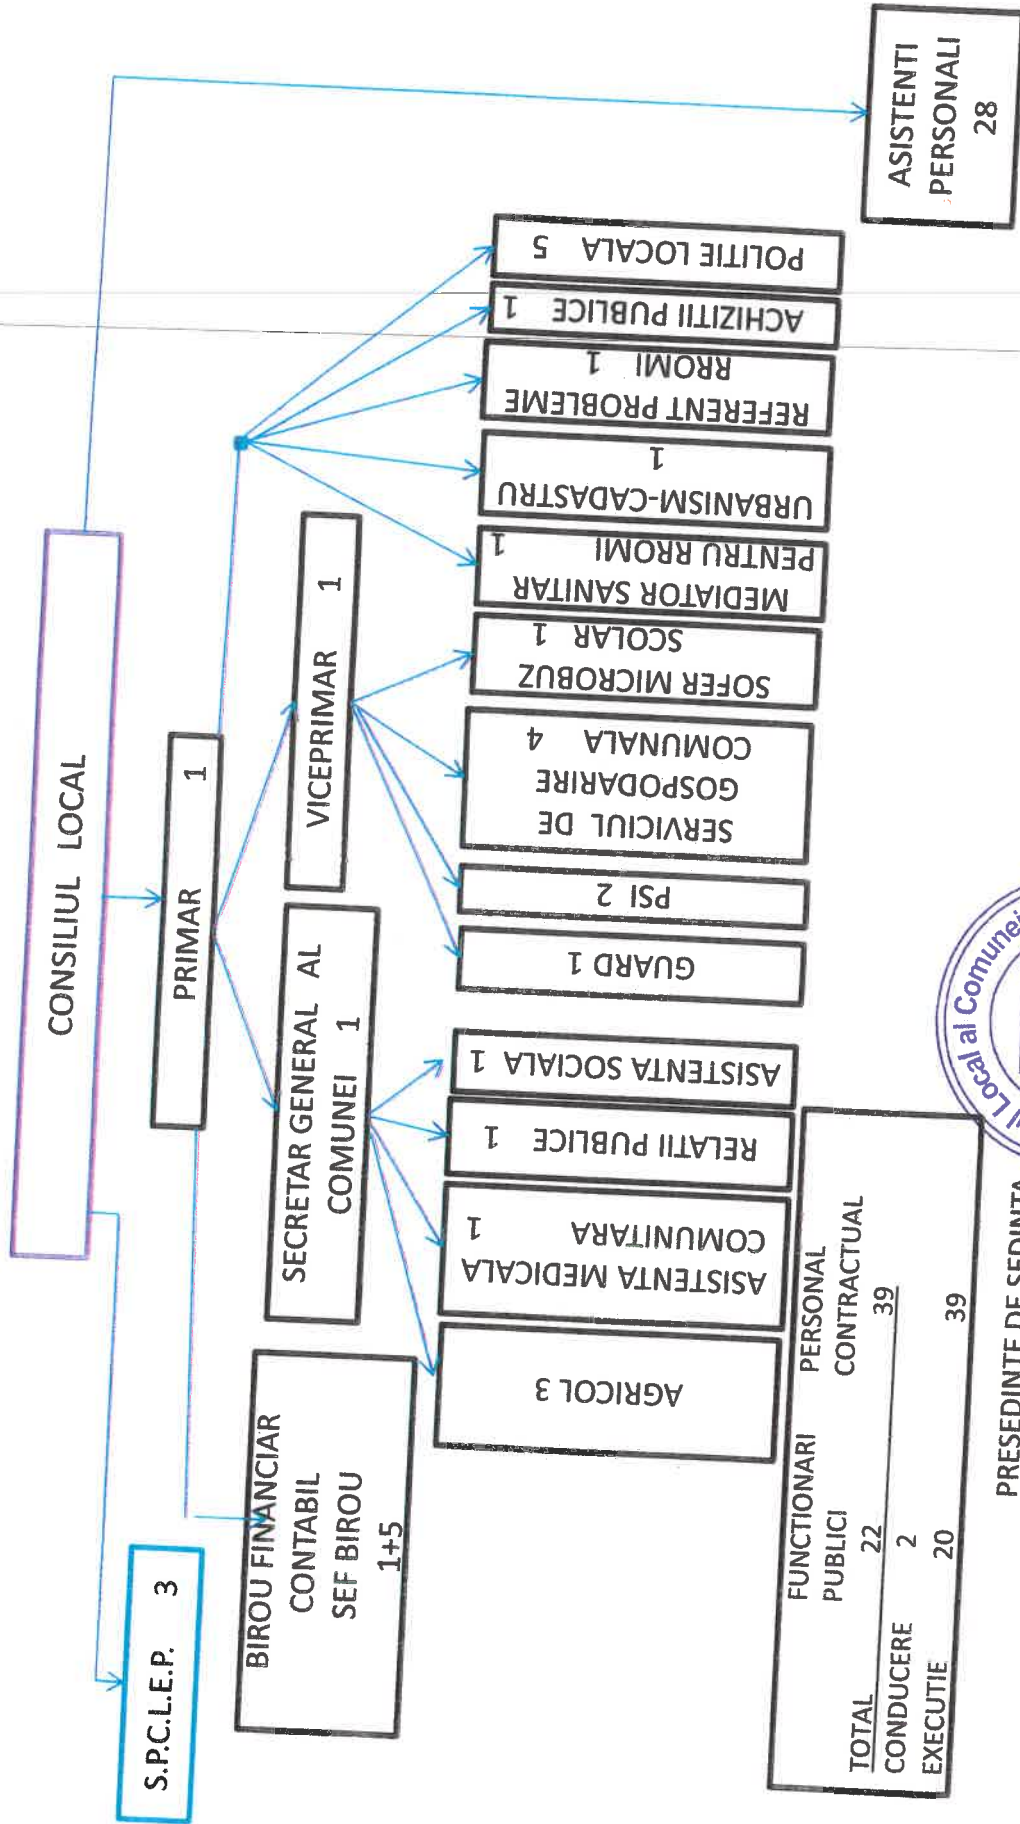 CONSILIUL LOCAL
S.P.C.L.E.P. 3
PRIMAR 1
BIROU FINANCIAR
CONTABIL
SEF BIROU
1+5
SECRETAR GENERAL AL
COMUNEI 1
VICEPRIMAR 1
AGRICOL 3
ASISTENTA MEDICALA
COMUNITARA 1
RELATII PUBLICE 1
ASISTENTA SOCIALA 1
GUARD 1
PSI 2
SERVICIUL DE
GOSPODARIRE
COMUNALA 4
SOFER MICROBUZ
SCOLAR 1
MEDIATOR SANITAR
PENTRU RROMI 1
URBANISM-CADASTRU
1
REFERENT PROBLEME
RROMI 1
ACHIZITII PUBLICE 1
POLITIE LOCALA 5
ASISTENTI
PERSONALI
28
FUNCTIONARI PERSONAL
PUBLICI CONTRACTUAL
TOTAL 22 39
CONDUCERE 2
EXECUTIE 20 39
PRESEDINTE DE SEDINTA
Local al Comunei